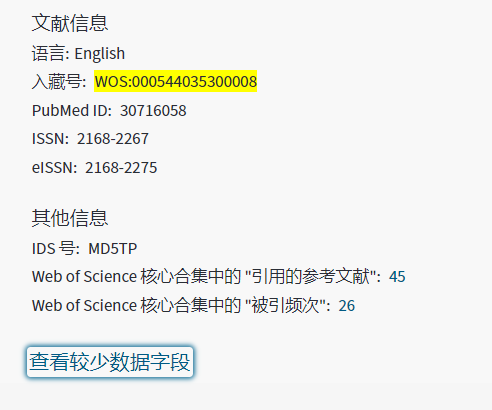 文献信息
语言: English
入藏号: WOS:000544035300008
PubMed ID: 30716058
ISSN: 2168-2267
eISSN: 2168-2275
其他信息
IDS 号: MD5TP
Web of Science 核心合集中的 "引用的参考文献": 45
Web of Science 核心合集中的 "被引频次": 26
查看较少数据字段